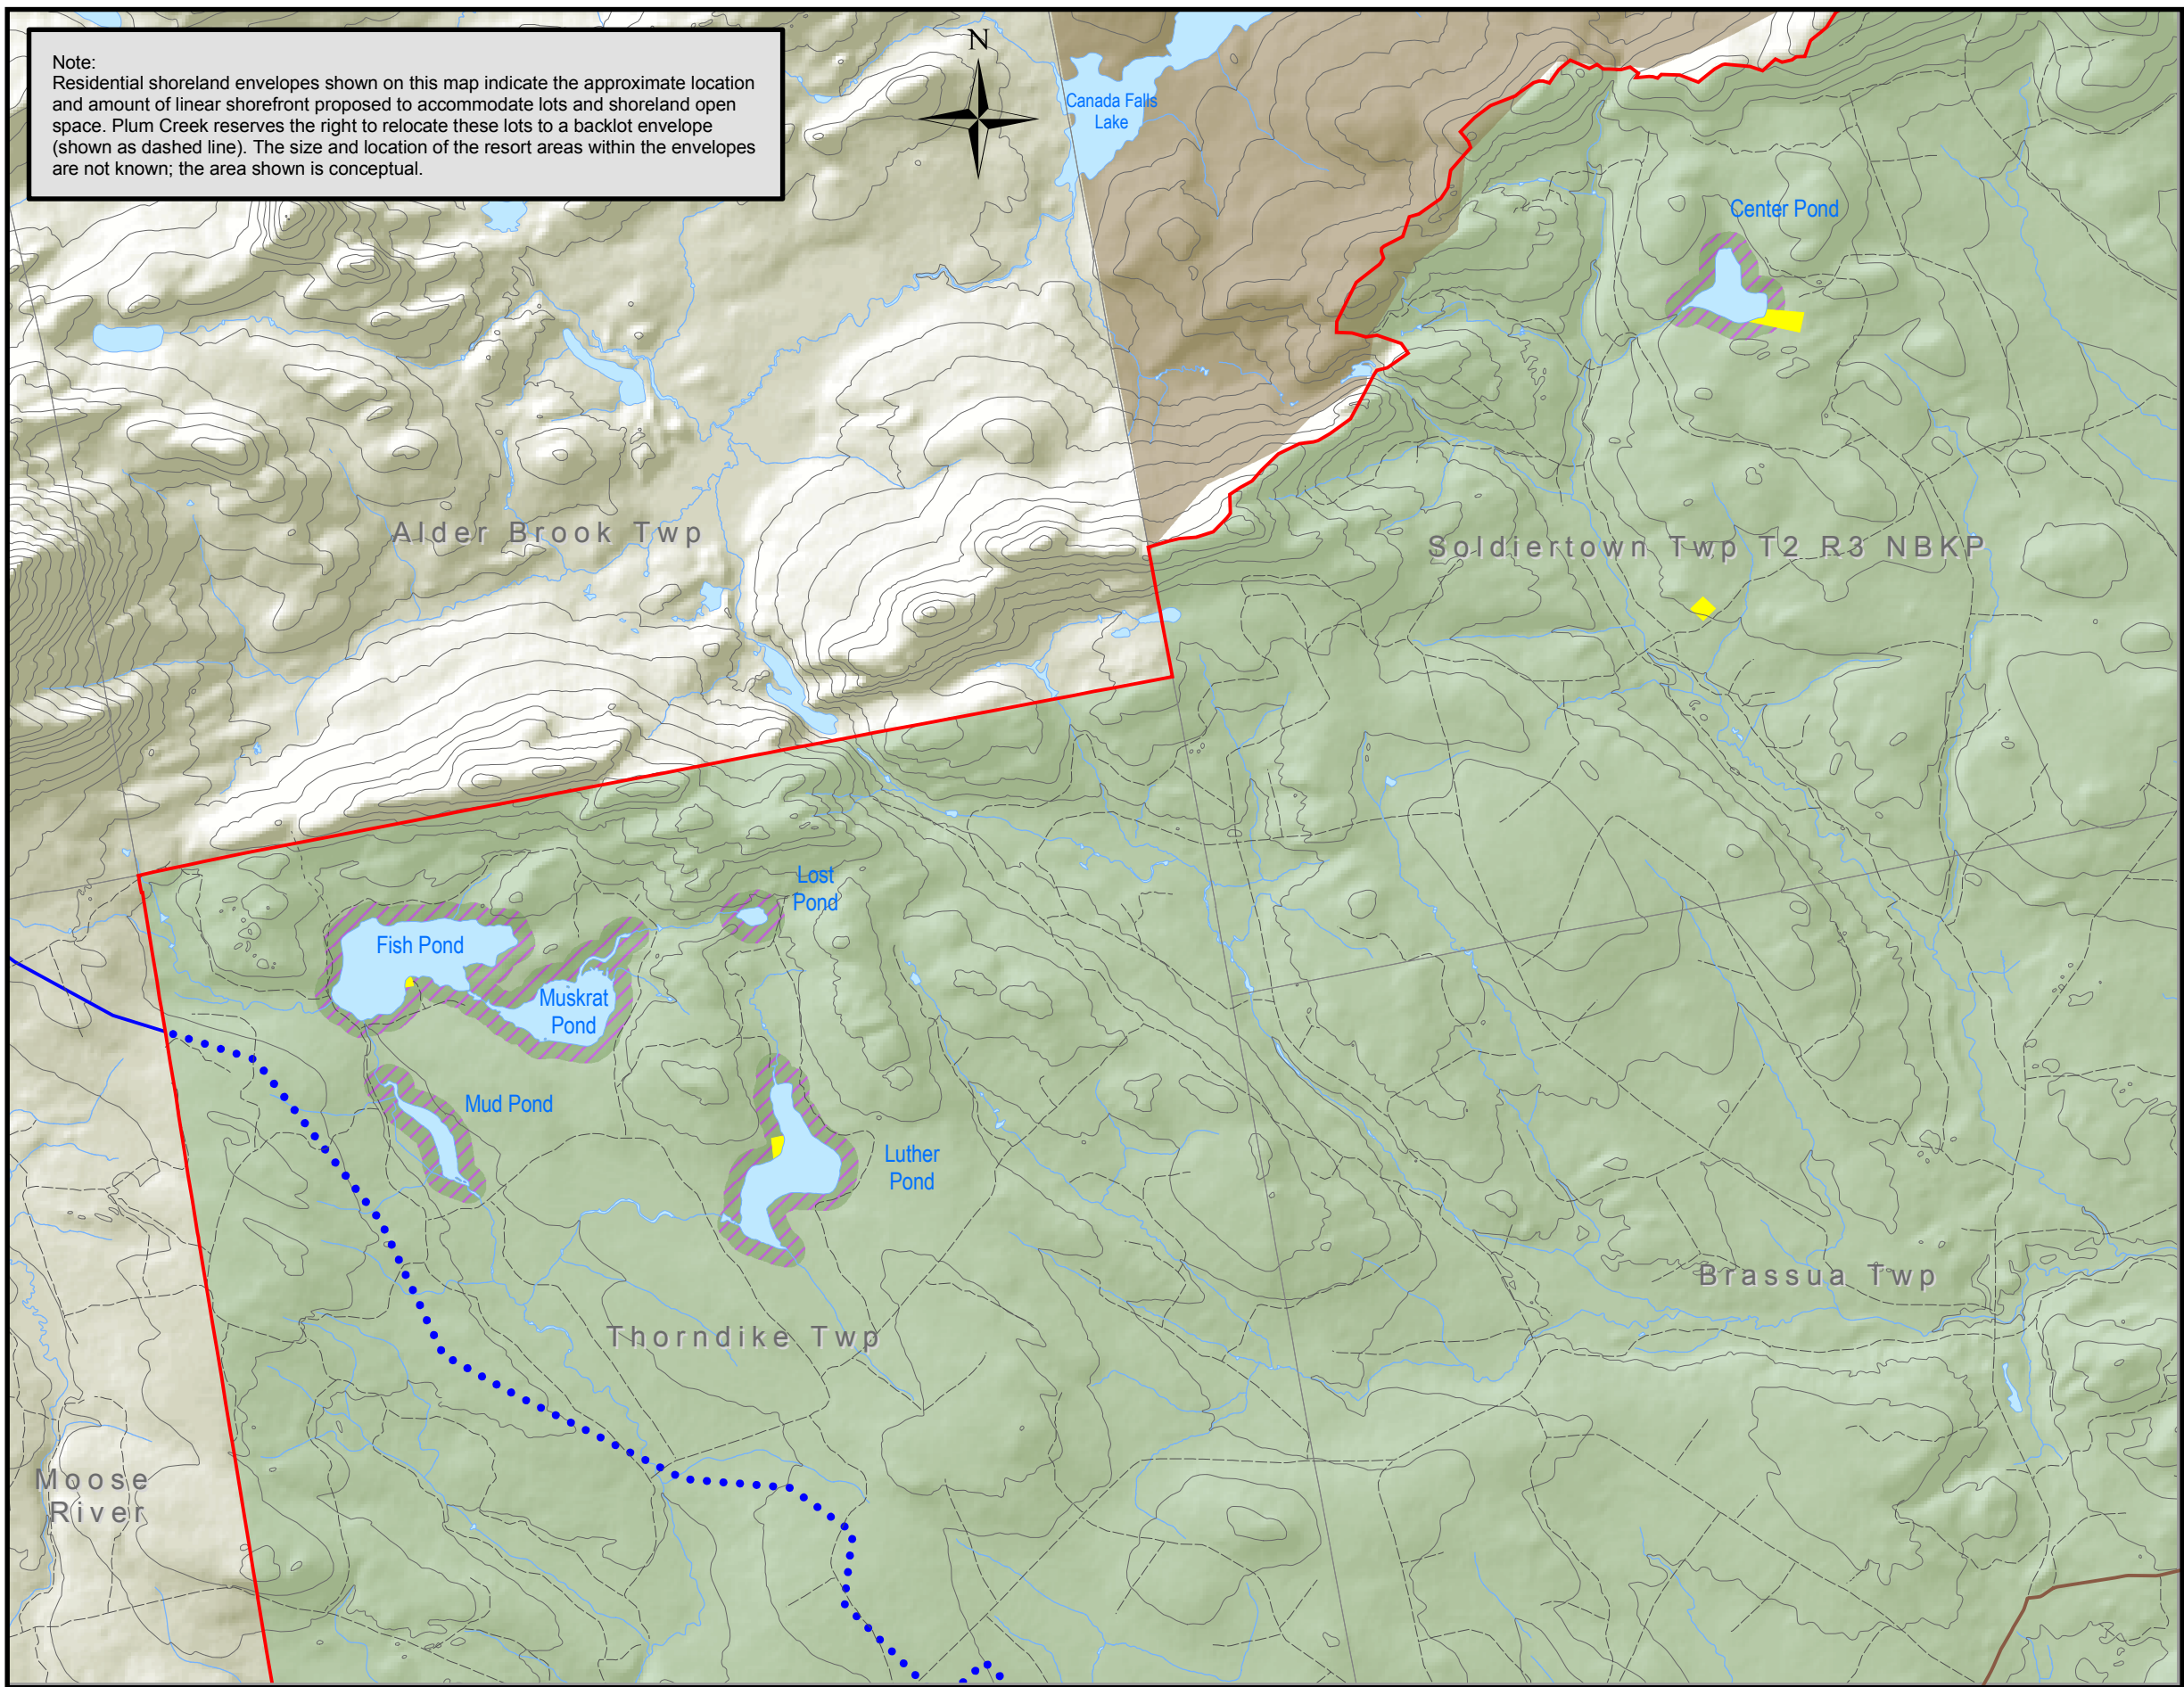 Note:
Residential shoreland envelopes shown on this map indicate the approximate location
and amount of linear shorefront proposed to accommodate lots and shoreland open
space. Plum Creek reserves the right to relocate these lots to a backlot envelope
(shown as dashed line). The size and location of the resort areas within the envelopes
are not known; the area shown is conceptual.
N
Canada Falls
Lake
Center Pond
Alder Brook Twp
Soldiertown Twp T2 R3 NBKP
Lost
Pond
Fish Pond
Muskrat
Pond
Mud Pond
Luther
Pond
Brassua Twp
Thorndike Twp
Moose
River